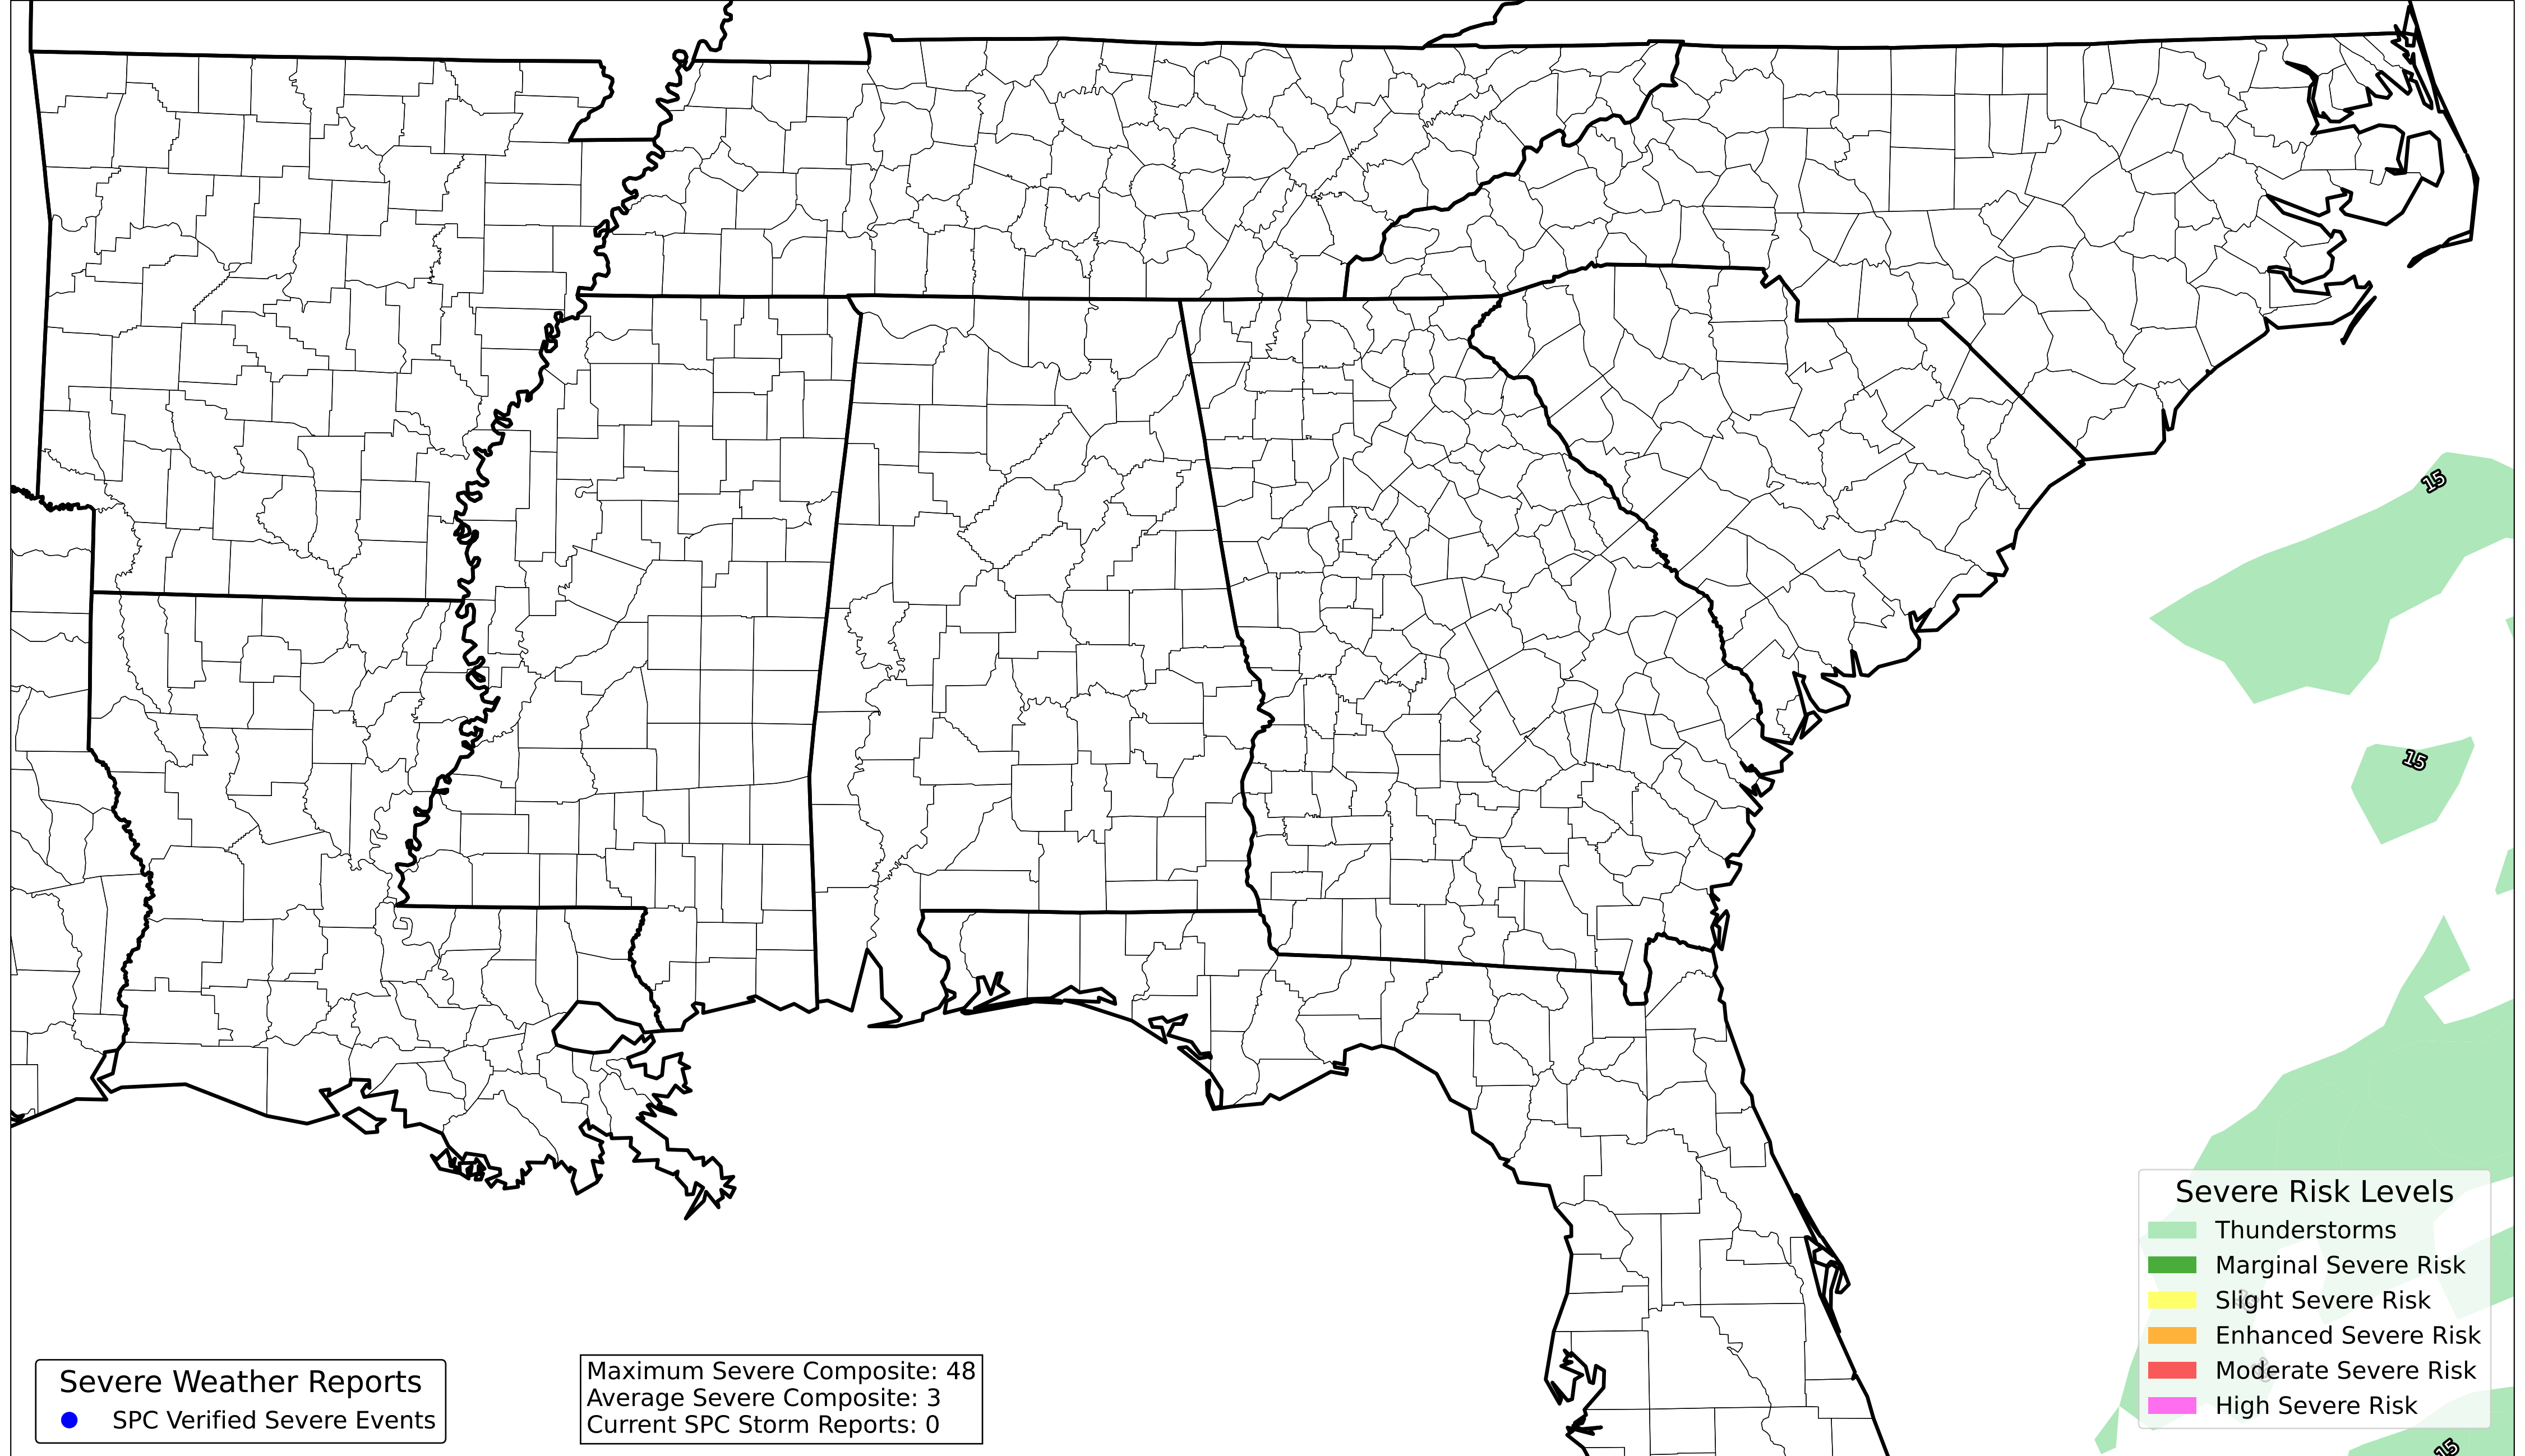 15
15
Severe Risk Levels
Thunderstorms
Marginal Severe Risk
Slight Severe Risk
Enhanced Severe Risk
Moderate Severe Risk
High Severe Risk
Severe Weather Reports
SPC Verified Severe Events
Maximum Severe Composite: 48
Average Severe Composite: 3
Current SPC Storm Reports: 0
15